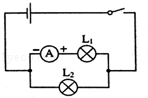 − A + L₁
L₂